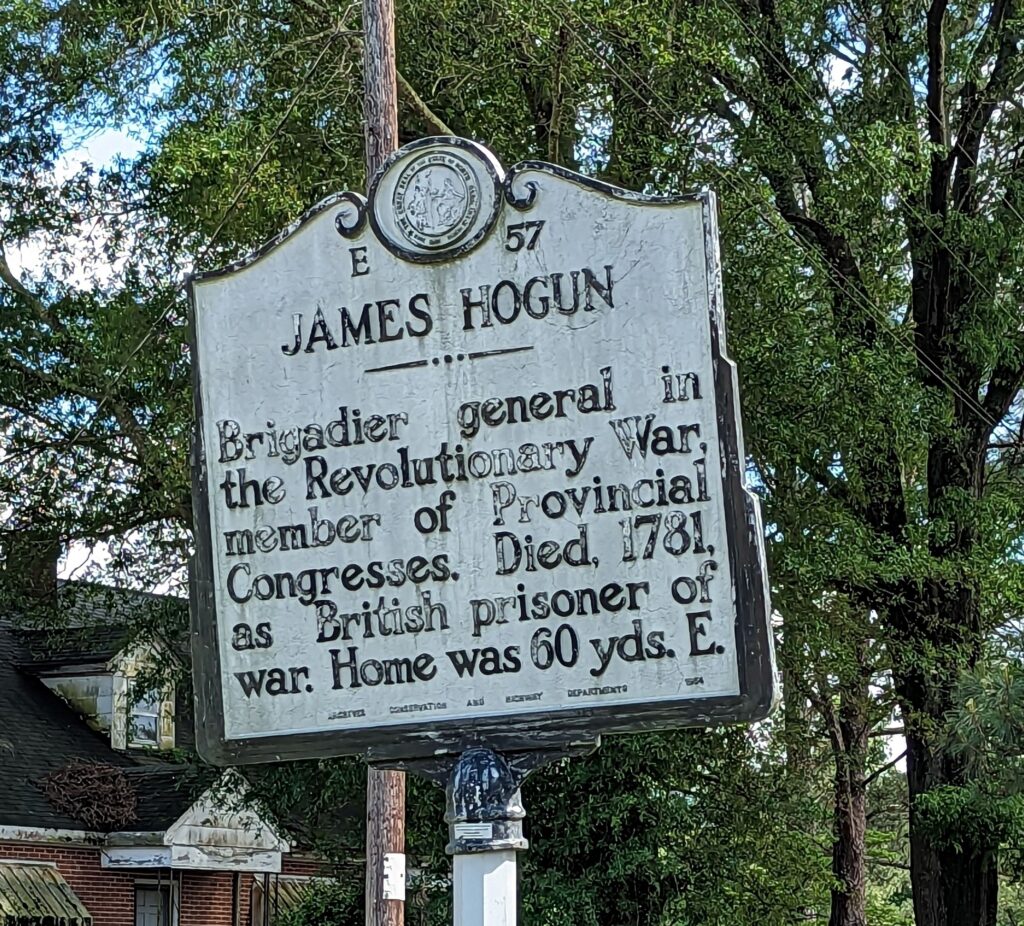 E 57
JAMES HOGUN
Brigadier general in
the Revolutionary War,
member of Provincial
Congresses. Died, 1781,
as British prisoner of
war. Home was 60 yds. E.
ARCHIVES CONSERVATION AND HIGHWAY DEPARTMENTS